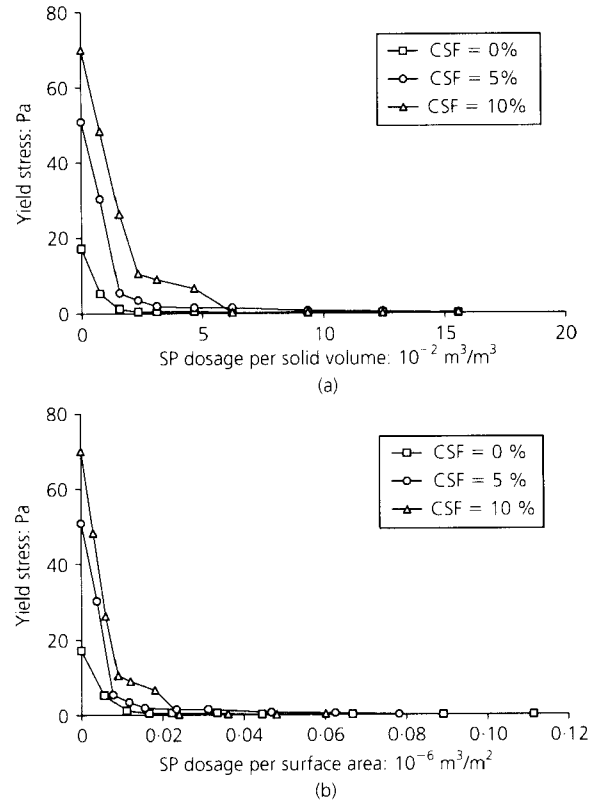 80
60
40
20
0
Yield stress: Pa
CSF = 0%
CSF = 5%
CSF = 10%
0 5 10 15 20
SP dosage per solid volume: 10⁻² m³/m³
(a)
80
60
40
20
0
Yield stress: Pa
CSF = 0 %
CSF = 5 %
CSF = 10 %
0 0·02 0·04 0·06 0·08 0·10 0·12
SP dosage per surface area: 10⁻⁶ m³/m²
(b)